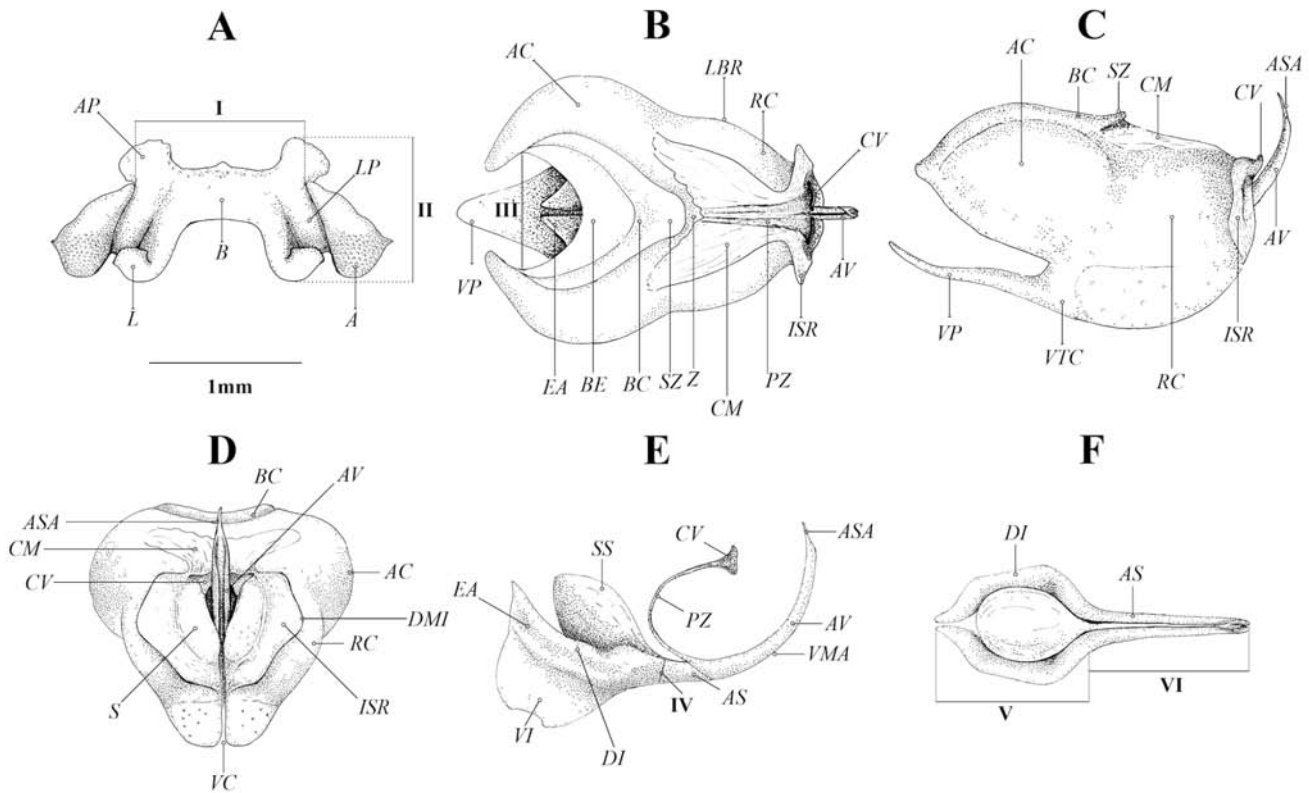 A
AP
I
LP
II
B
L
A
1mm
B
AC
LBR
RC
CV
III
VP
AV
EA
BE
BC
SZ
Z
CM
PZ
ISR
C
AC
BC
SZ
CM
CV
ASA
AV
VP
VTC
RC
ISR
D
BC
AV
ASA
CM
CV
AC
DMI
RC
S
ISR
VC
E
SS
CV
ASA
EA
PZ
AV
VMA
VI
DI
IV
AS
F
DI
AS
V
VI